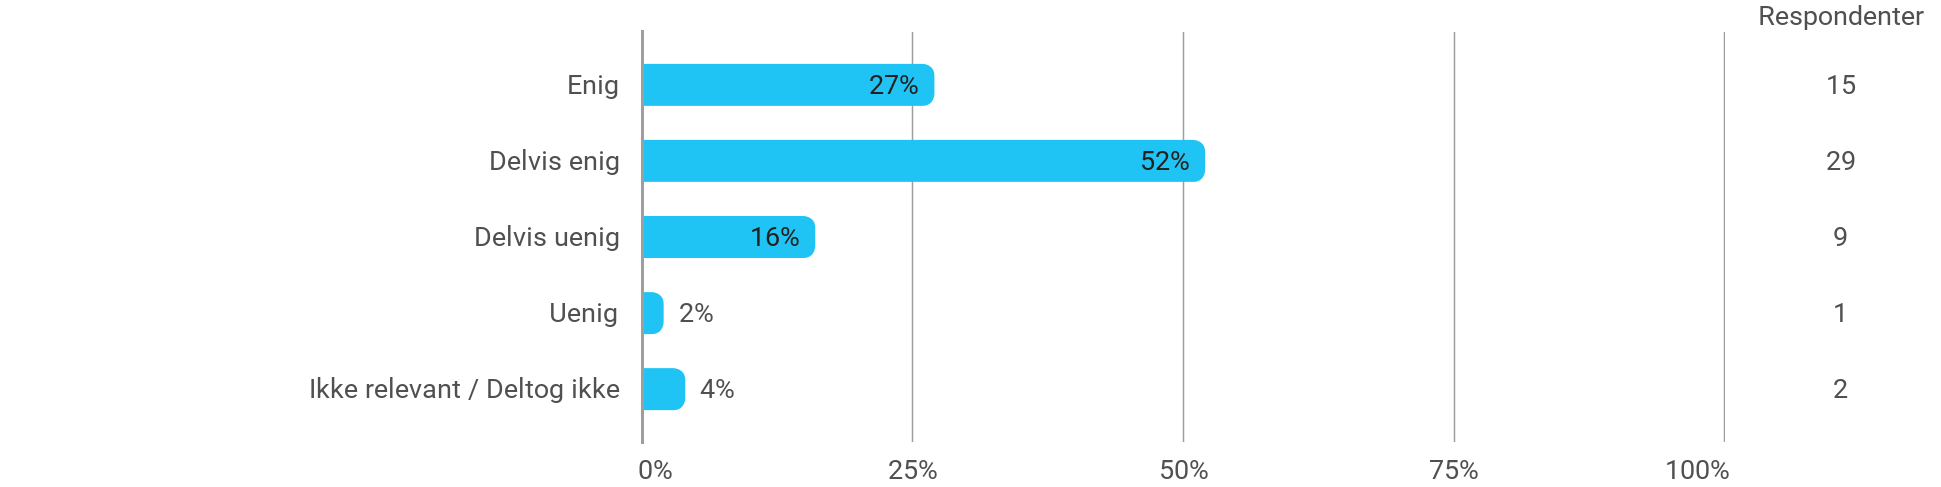 Respondenter
Enig 27% 15
Delvis enig 52% 29
Delvis uenig 16% 9
Uenig 2% 1
Ikke relevant / Deltog ikke 4% 2
0% 25% 50% 75% 100%